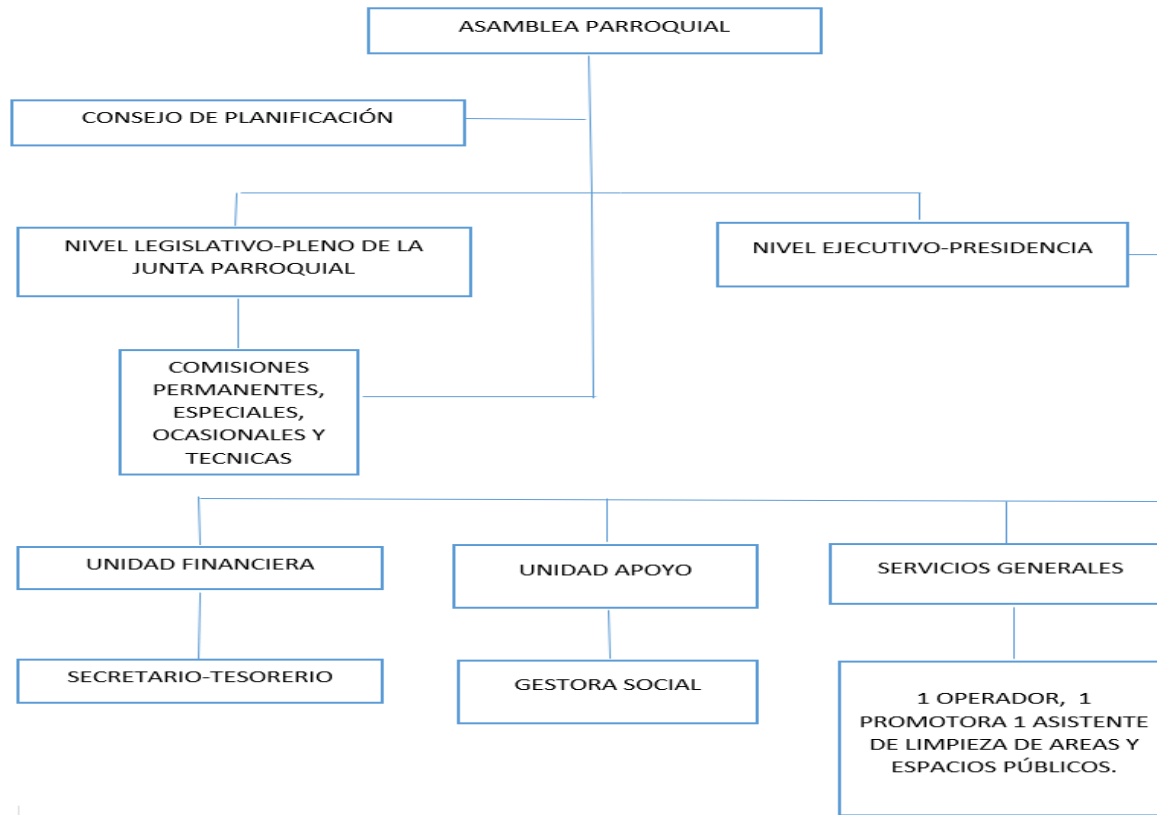 ASAMBLEA PARROQUIAL
CONSEJO DE PLANIFICACIÓN
NIVEL LEGISLATIVO-PLENO DE LA
JUNTA PARROQUIAL
NIVEL EJECUTIVO-PRESIDENCIA
COMISIONES
PERMANENTES,
ESPECIALES,
OCASIONALES Y
TECNICAS
UNIDAD FINANCIERA
UNIDAD APOYO
SERVICIOS GENERALES
SECRETARIO-TESORERIO
GESTORA SOCIAL
1 OPERADOR, 1
PROMOTORA 1 ASISTENTE
DE LIMPIEZA DE AREAS Y
ESPACIOS PÚBLICOS.